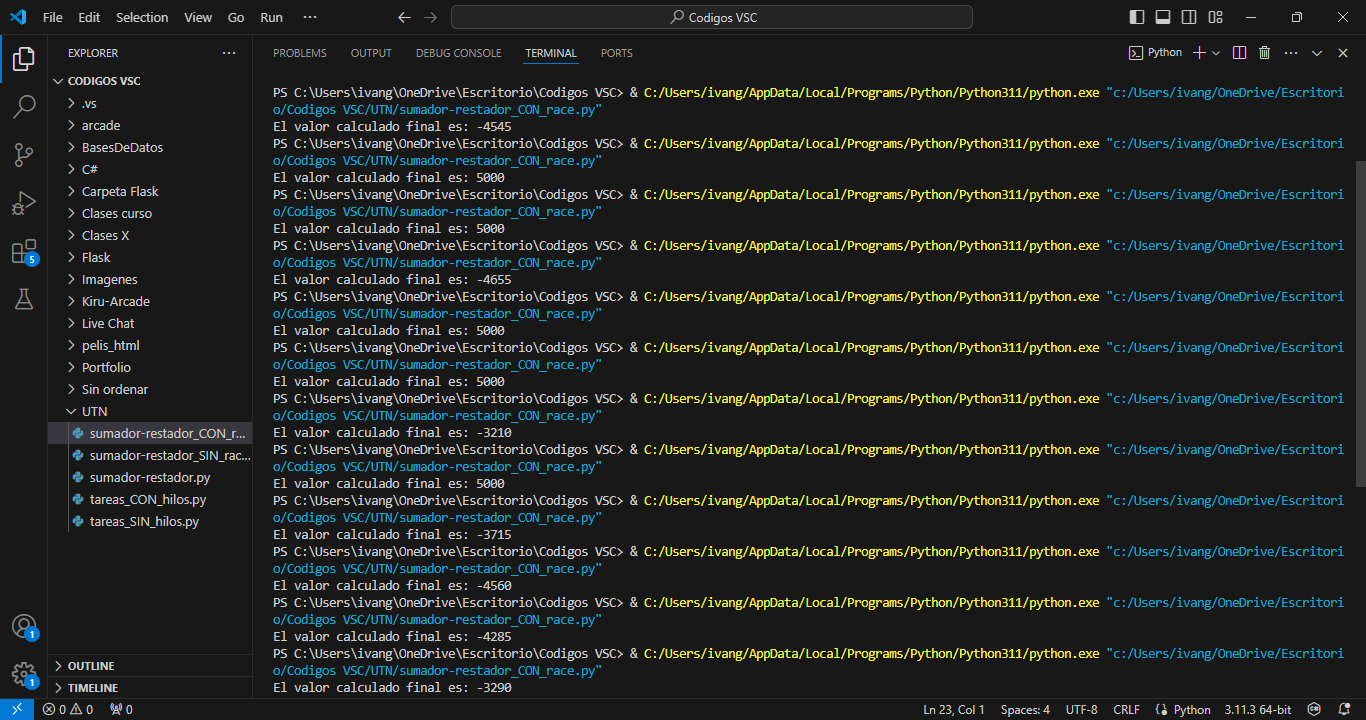 File Edit Selection View Go Run ··· Codigos VSC
EXPLORER ···
CODIGOS VSC
.vs
arcade
BasesDeDatos
C#
Carpeta Flask
Clases curso
Clases X
Flask
Imagenes
Kiru-Arcade
Live Chat
pelis_html
Portfolio
Sin ordenar
UTN
sumador-restador_CON_r...
sumador-restador_SIN_rac...
sumador-restador.py
tareas_CON_hilos.py
tareas_SIN_hilos.py
OUTLINE
TIMELINE
5
1
1
PROBLEMS OUTPUT DEBUG CONSOLE TERMINAL PORTS Python ···
PS C:\Users\ivang\OneDrive\Escritorio\Codigos VSC> & C:/Users/ivang/AppData/Local/Programs/Python/Python311/python.exe "c:/Users/ivang/OneDrive/Escritori
o/Codigos VSC/UTN/sumador-restador_CON_race.py"
El valor calculado final es: -4545
PS C:\Users\ivang\OneDrive\Escritorio\Codigos VSC> & C:/Users/ivang/AppData/Local/Programs/Python/Python311/python.exe "c:/Users/ivang/OneDrive/Escritori
o/Codigos VSC/UTN/sumador-restador_CON_race.py"
El valor calculado final es: 5000
PS C:\Users\ivang\OneDrive\Escritorio\Codigos VSC> & C:/Users/ivang/AppData/Local/Programs/Python/Python311/python.exe "c:/Users/ivang/OneDrive/Escritori
o/Codigos VSC/UTN/sumador-restador_CON_race.py"
El valor calculado final es: 5000
PS C:\Users\ivang\OneDrive\Escritorio\Codigos VSC> & C:/Users/ivang/AppData/Local/Programs/Python/Python311/python.exe "c:/Users/ivang/OneDrive/Escritori
o/Codigos VSC/UTN/sumador-restador_CON_race.py"
El valor calculado final es: -4655
PS C:\Users\ivang\OneDrive\Escritorio\Codigos VSC> & C:/Users/ivang/AppData/Local/Programs/Python/Python311/python.exe "c:/Users/ivang/OneDrive/Escritori
o/Codigos VSC/UTN/sumador-restador_CON_race.py"
El valor calculado final es: 5000
PS C:\Users\ivang\OneDrive\Escritorio\Codigos VSC> & C:/Users/ivang/AppData/Local/Programs/Python/Python311/python.exe "c:/Users/ivang/OneDrive/Escritori
o/Codigos VSC/UTN/sumador-restador_CON_race.py"
El valor calculado final es: 5000
PS C:\Users\ivang\OneDrive\Escritorio\Codigos VSC> & C:/Users/ivang/AppData/Local/Programs/Python/Python311/python.exe "c:/Users/ivang/OneDrive/Escritori
o/Codigos VSC/UTN/sumador-restador_CON_race.py"
El valor calculado final es: -3210
PS C:\Users\ivang\OneDrive\Escritorio\Codigos VSC> & C:/Users/ivang/AppData/Local/Programs/Python/Python311/python.exe "c:/Users/ivang/OneDrive/Escritori
o/Codigos VSC/UTN/sumador-restador_CON_race.py"
El valor calculado final es: 5000
PS C:\Users\ivang\OneDrive\Escritorio\Codigos VSC> & C:/Users/ivang/AppData/Local/Programs/Python/Python311/python.exe "c:/Users/ivang/OneDrive/Escritori
o/Codigos VSC/UTN/sumador-restador_CON_race.py"
El valor calculado final es: -3715
PS C:\Users\ivang\OneDrive\Escritorio\Codigos VSC> & C:/Users/ivang/AppData/Local/Programs/Python/Python311/python.exe "c:/Users/ivang/OneDrive/Escritori
o/Codigos VSC/UTN/sumador-restador_CON_race.py"
El valor calculado final es: -4560
PS C:\Users\ivang\OneDrive\Escritorio\Codigos VSC> & C:/Users/ivang/AppData/Local/Programs/Python/Python311/python.exe "c:/Users/ivang/OneDrive/Escritori
o/Codigos VSC/UTN/sumador-restador_CON_race.py"
El valor calculado final es: -4285
PS C:\Users\ivang\OneDrive\Escritorio\Codigos VSC> & C:/Users/ivang/AppData/Local/Programs/Python/Python311/python.exe "c:/Users/ivang/OneDrive/Escritori
o/Codigos VSC/UTN/sumador-restador_CON_race.py"
El valor calculado final es: -3290
0 0 0 Ln 23, Col 1 Spaces: 4 UTF-8 CRLF Python 3.11.3 64-bit